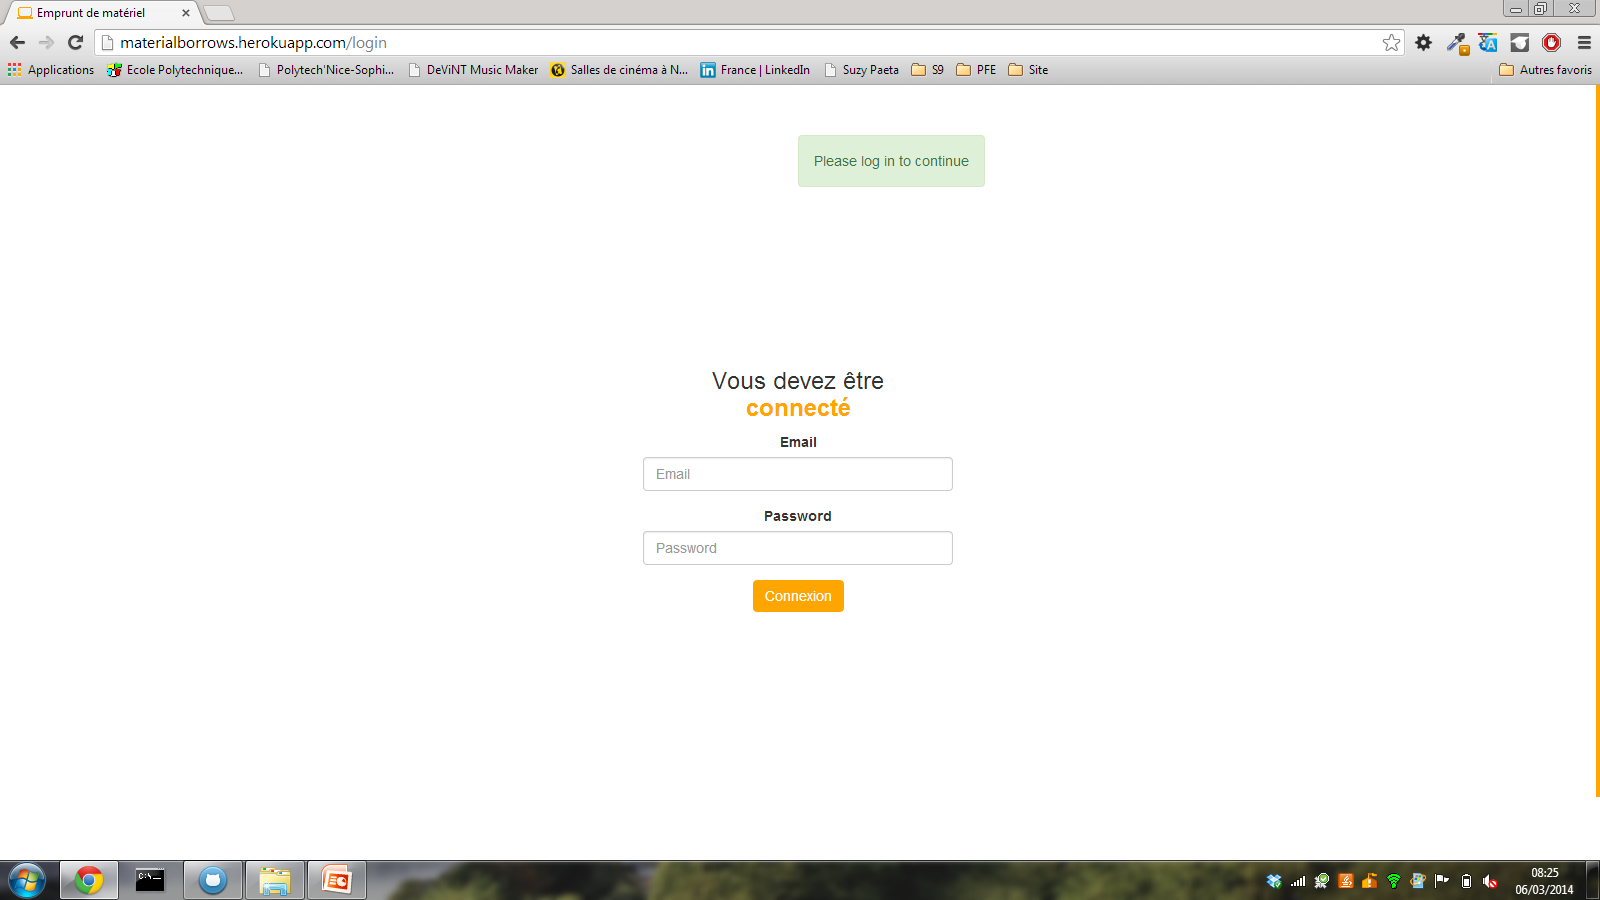 Emprunt de matériel
materialborrows.herokuapp.com/login
Applications Ecole Polytechnique... Polytech'Nice-Sophi... DeViNT Music Maker Salles de cinéma à N... France | LinkedIn Suzy Paeta S9 PFE Site Autres favoris
Please log in to continue
Vous devez être
connecté
Email
Email
Password
Password
Connexion
C:\_
08:25
06/03/2014